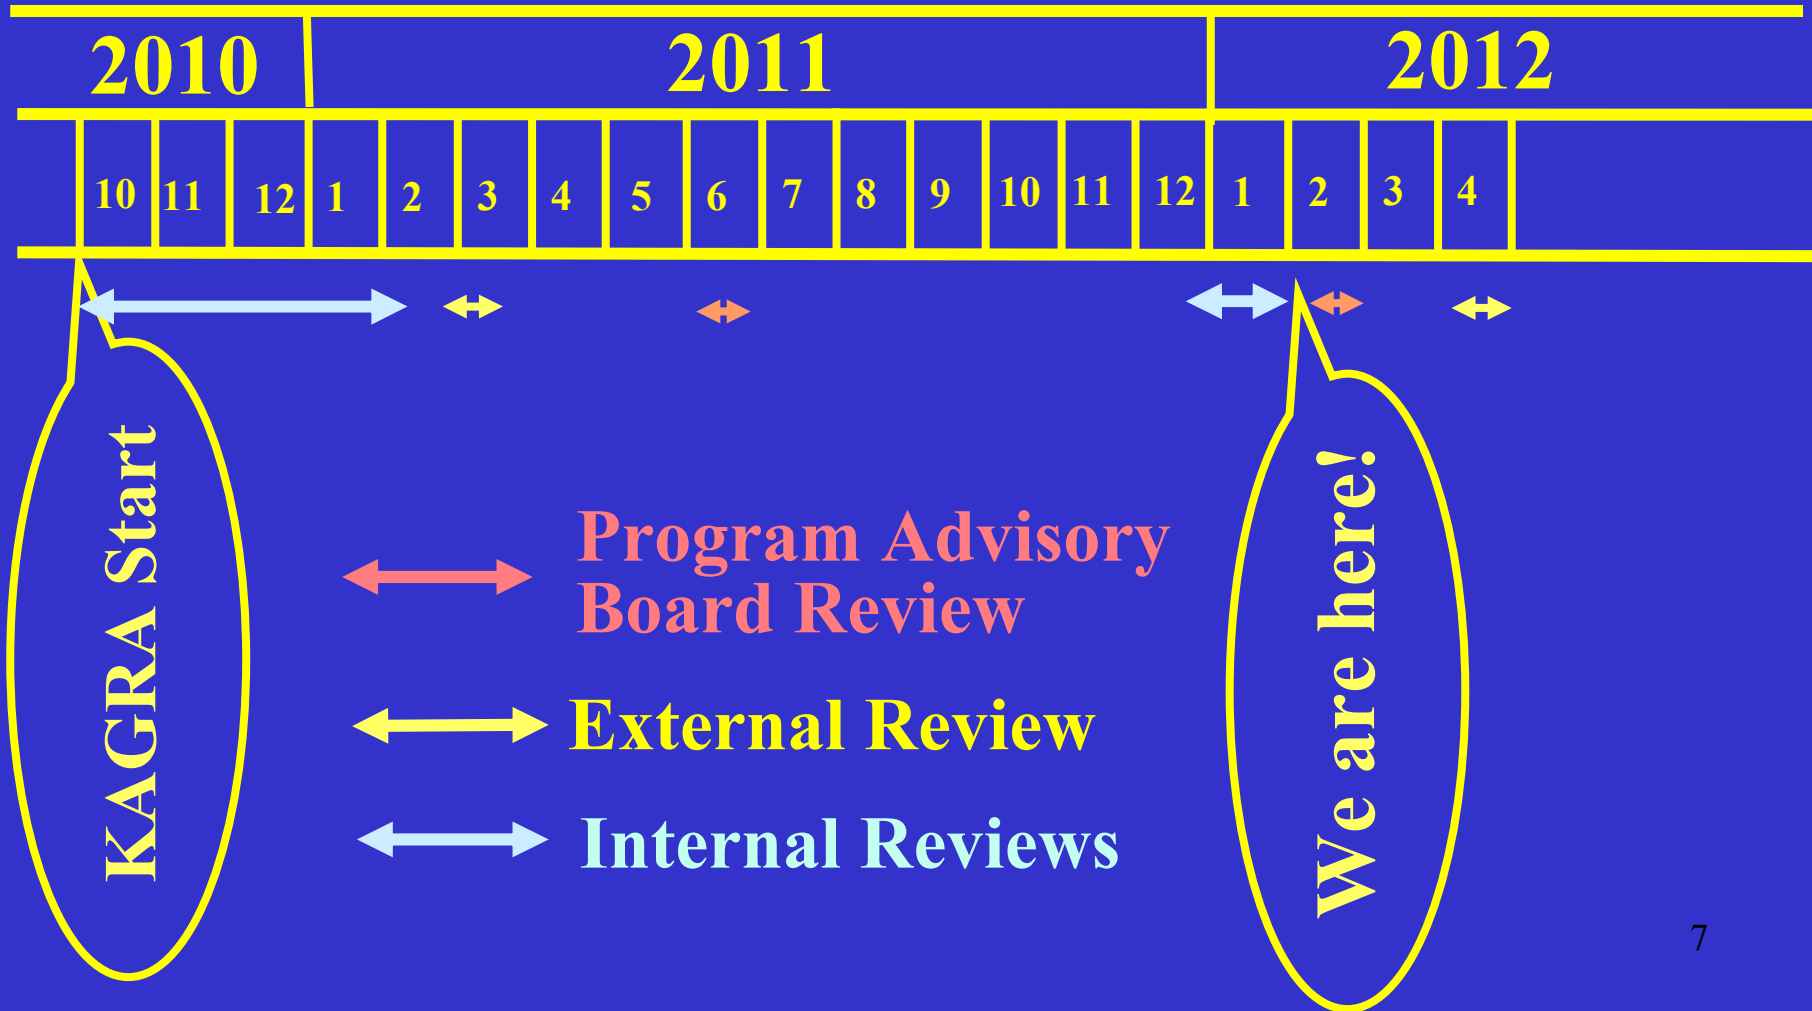 2010 2011 2012
10 11 12 1 2 3 4 5 6 7 8 9 10 11 12 1 2 3 4
KAGRA Start
Program Advisory
Board Review
External Review
Internal Reviews
We are here!
7